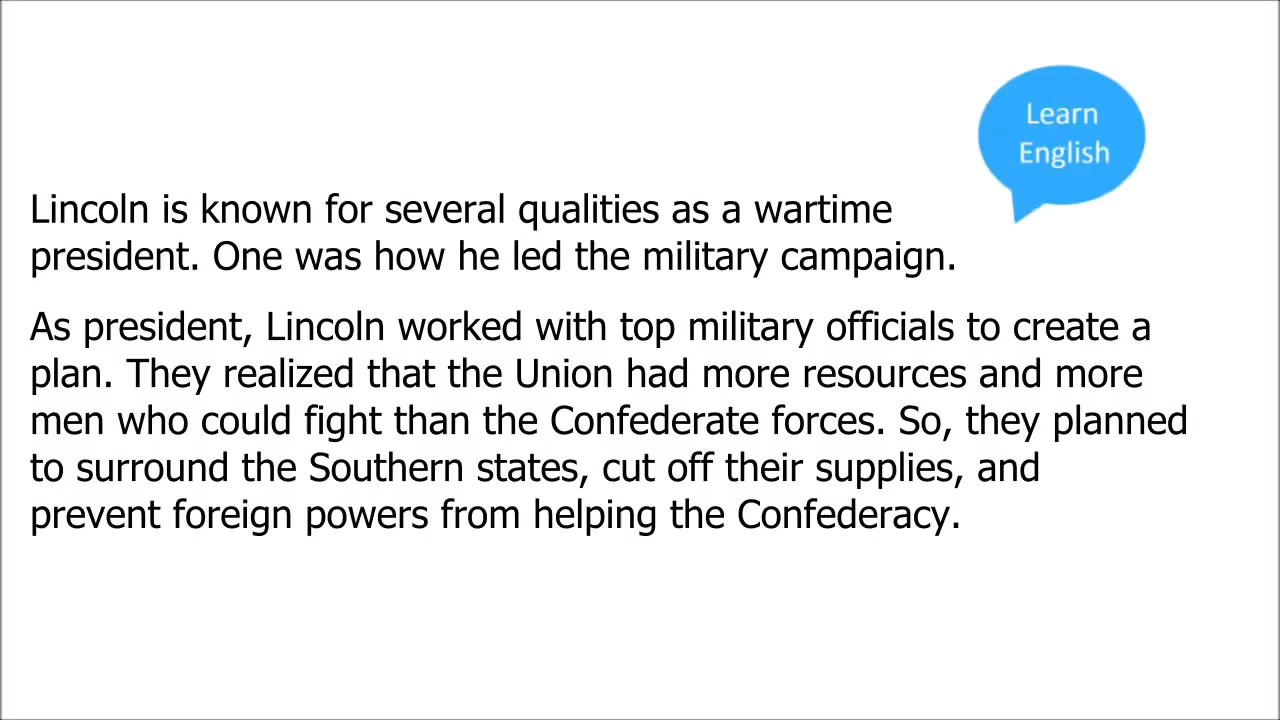 Learn
English
Lincoln is known for several qualities as a wartime
president. One was how he led the military campaign.
As president, Lincoln worked with top military officials to create a
plan. They realized that the Union had more resources and more
men who could fight than the Confederate forces. So, they planned
to surround the Southern states, cut off their supplies, and
prevent foreign powers from helping the Confederacy.